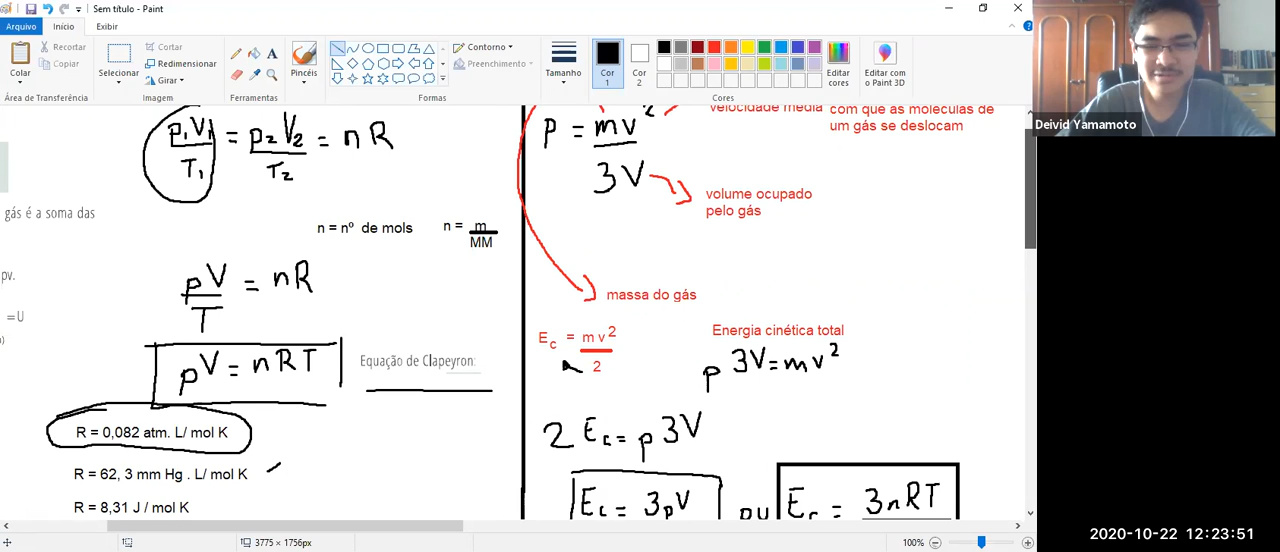 Sem título - Paint
Arquivo Início Exibir
Colar
Recortar
Copiar
Área de Transferência
Selecionar
Cortar
Redimensionar
Girar
Imagem
Ferramentas
Pincéis
Contorno
Preenchimento
Formas
Tamanho
Cor 1
Cor 2
Editar cores
Editar com o Paint 3D
Cores
Deivid Yamamoto
p₁V₁/T₁ = p₂V₂/T₂ = nR
gás é a soma das
n = nº de mols n = m/MM
pv.
= U
pV/T = nR
pV = nRT
Equação de Clapeyron:
R = 0,082 atm. L/ mol K
R = 62, 3 mm Hg . L/ mol K
R = 8,31 J / mol K
velocidade média
com que as moléculas de
um gás se deslocam
p = mv²/3V
volume ocupado
pelo gás
massa do gás
Ec = mv²/2
Energia cinética total
p 3V = mv²
2 Ec = p 3V
Ec = 3pV
ou
Ec = 3nRT
3775 × 1756px
100%
2020-10-22 12:23:51